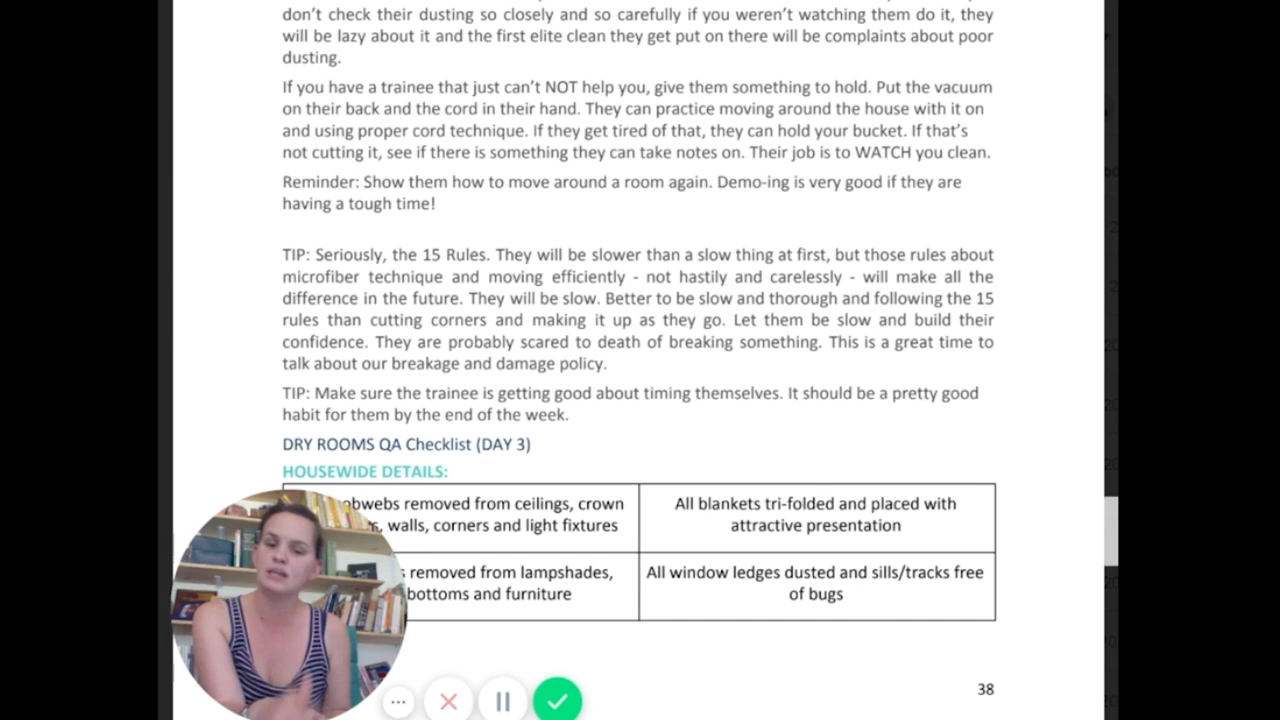 don't check their dusting so closely and so carefully if you weren't watching them do it, they
will be lazy about it and the first elite clean they get put on there will be complaints about poor
dusting.
If you have a trainee that just can't NOT help you, give them something to hold. Put the vacuum
on their back and the cord in their hand. They can practice moving around the house with it on
and using proper cord technique. If they get tired of that, they can hold your bucket. If that's
not cutting it, see if there is something they can take notes on. Their job is to WATCH you clean.
Reminder: Show them how to move around a room again. Demo-ing is very good if they are
having a tough time!
TIP: Seriously, the 15 Rules. They will be slower than a slow thing at first, but those rules about
microfiber technique and moving efficiently - not hastily and carelessly - will make all the
difference in the future. They will be slow. Better to be slow and thorough and following the 15
rules than cutting corners and making it up as they go. Let them be slow and build their
confidence. They are probably scared to death of breaking something. This is a great time to
talk about our breakage and damage policy.
TIP: Make sure the trainee is getting good about timing themselves. It should be a pretty good
habit for them by the end of the week.
DRY ROOMS QA Checklist (DAY 3)
HOUSEWIDE DETAILS:
removed from ceilings, crown
walls, corners and light fixtures
All blankets tri-folded and placed with
attractive presentation
removed from lampshades,
bottoms and furniture
All window ledges dusted and sills/tracks free
of bugs
38